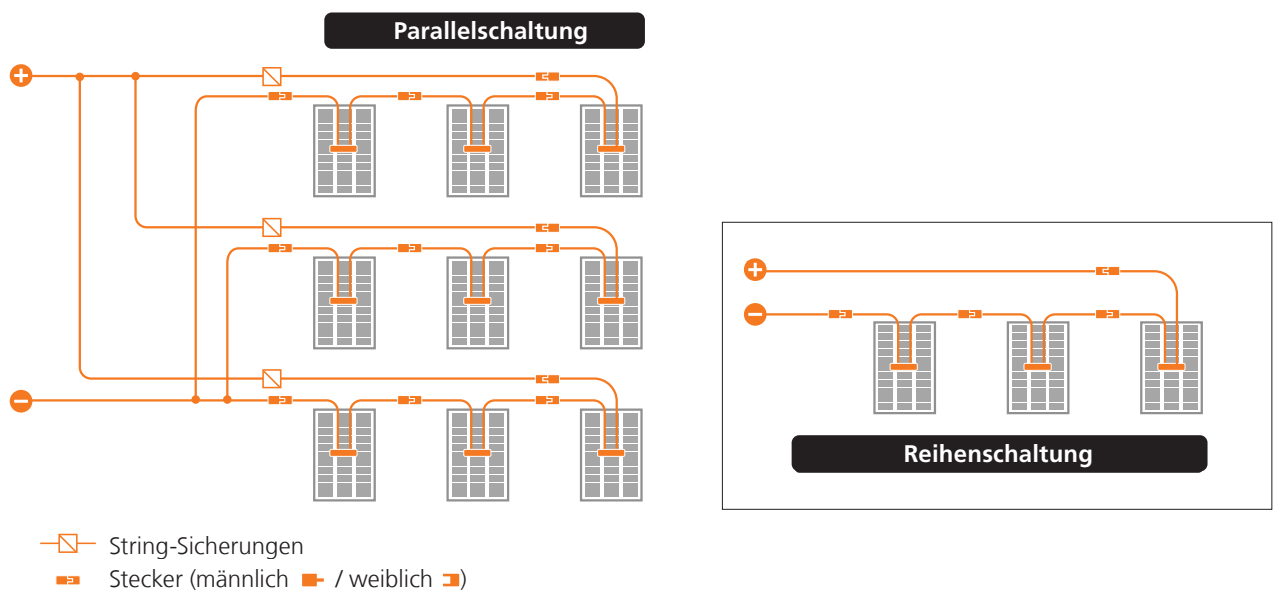 Parallelschaltung
Reihenschaltung
String-Sicherungen
Stecker (männlich / weiblich )